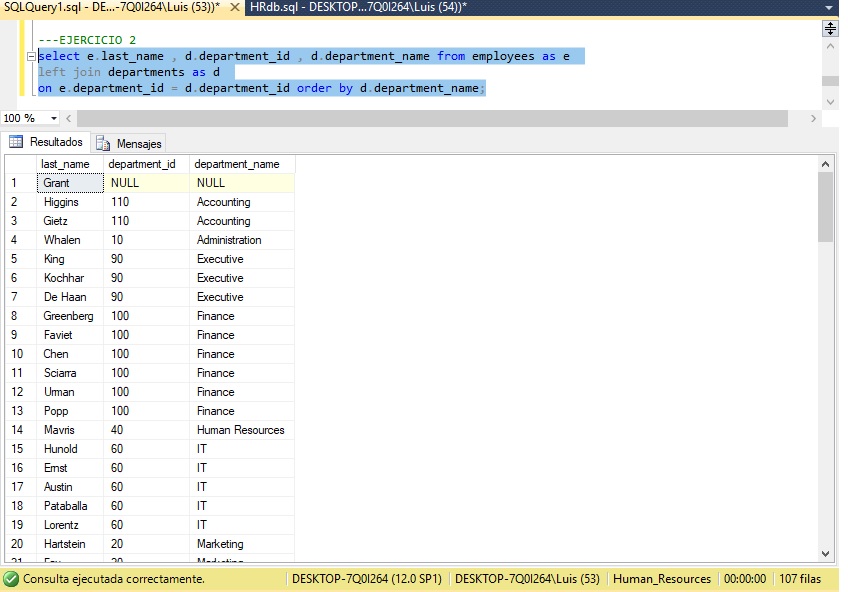 SQLQuery1.sql - DE...-7Q0I264\Luis (53))* HRdb.sql - DESKTOP...7Q0I264\Luis (54))*
---EJERCICIO 2
select e.last_name , d.department_id , d.department_name from employees as e
left join departments as d
on e.department_id = d.department_id order by d.department_name;
100 %
Resultados Mensajes
last_name department_id department_name
1 Grant NULL NULL
2 Higgins 110 Accounting
3 Gietz 110 Accounting
4 Whalen 10 Administration
5 King 90 Executive
6 Kochhar 90 Executive
7 De Haan 90 Executive
8 Greenberg 100 Finance
9 Faviet 100 Finance
10 Chen 100 Finance
11 Sciarra 100 Finance
12 Urman 100 Finance
13 Popp 100 Finance
14 Mavris 40 Human Resources
15 Hunold 60 IT
16 Ernst 60 IT
17 Austin 60 IT
18 Pataballa 60 IT
19 Lorentz 60 IT
20 Hartstein 20 Marketing
Consulta ejecutada correctamente. DESKTOP-7Q0I264 (12.0 SP1) DESKTOP-7Q0I264\Luis (53) Human_Resources 00:00:00 107 filas